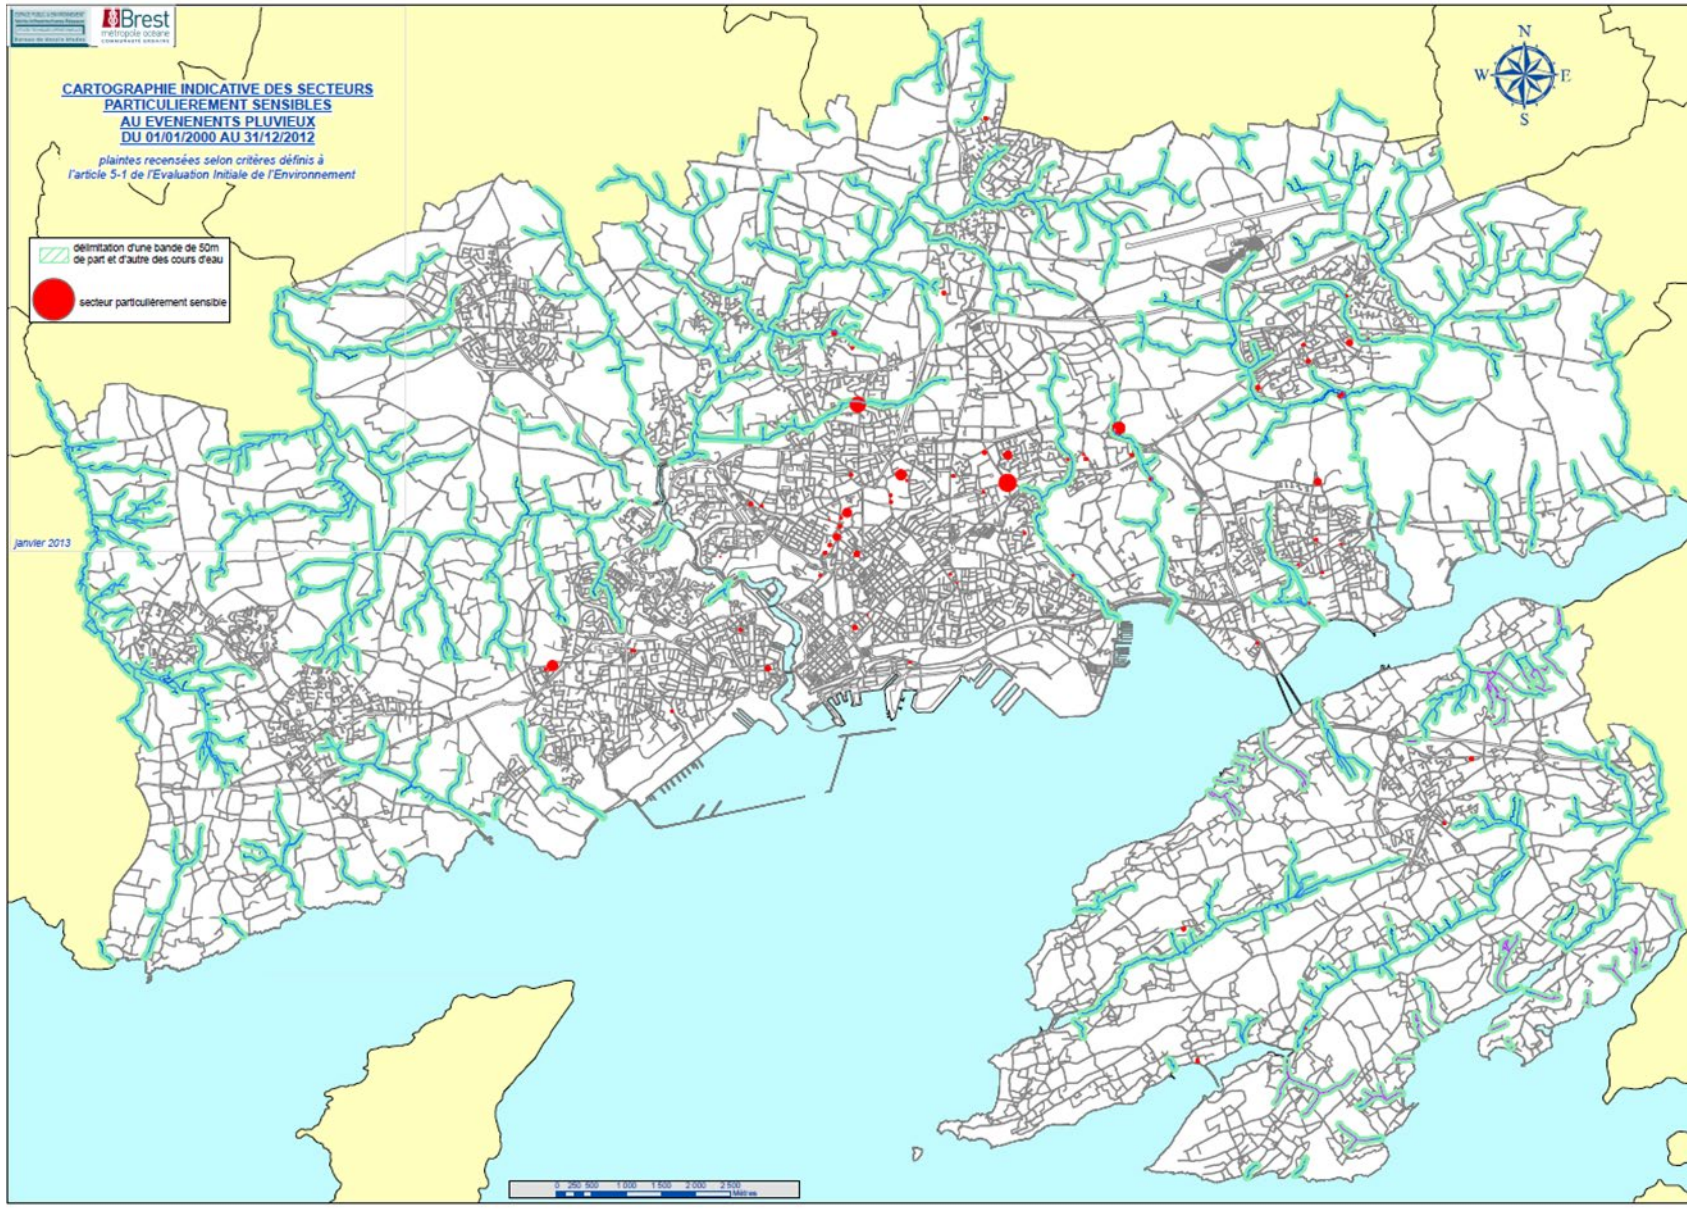 Brest
métropole océane
COMMUNAUTÉ URBAINE
CARTOGRAPHIE INDICATIVE DES SECTEURS
PARTICULIEREMENT SENSIBLES
AU EVENENENTS PLUVIEUX
DU 01/01/2000 AU 31/12/2012
plaintes recensées selon critères définis à
l'article 5-1 de l'Evaluation Initiale de l'Environnement
délimitation d'une bande de 50m
de part et d'autre des cours d'eau
secteur particulièrement sensible
janvier 2013
N
W E
S
0 250 500 1 000 1 500 2 000 2 500
Mètres